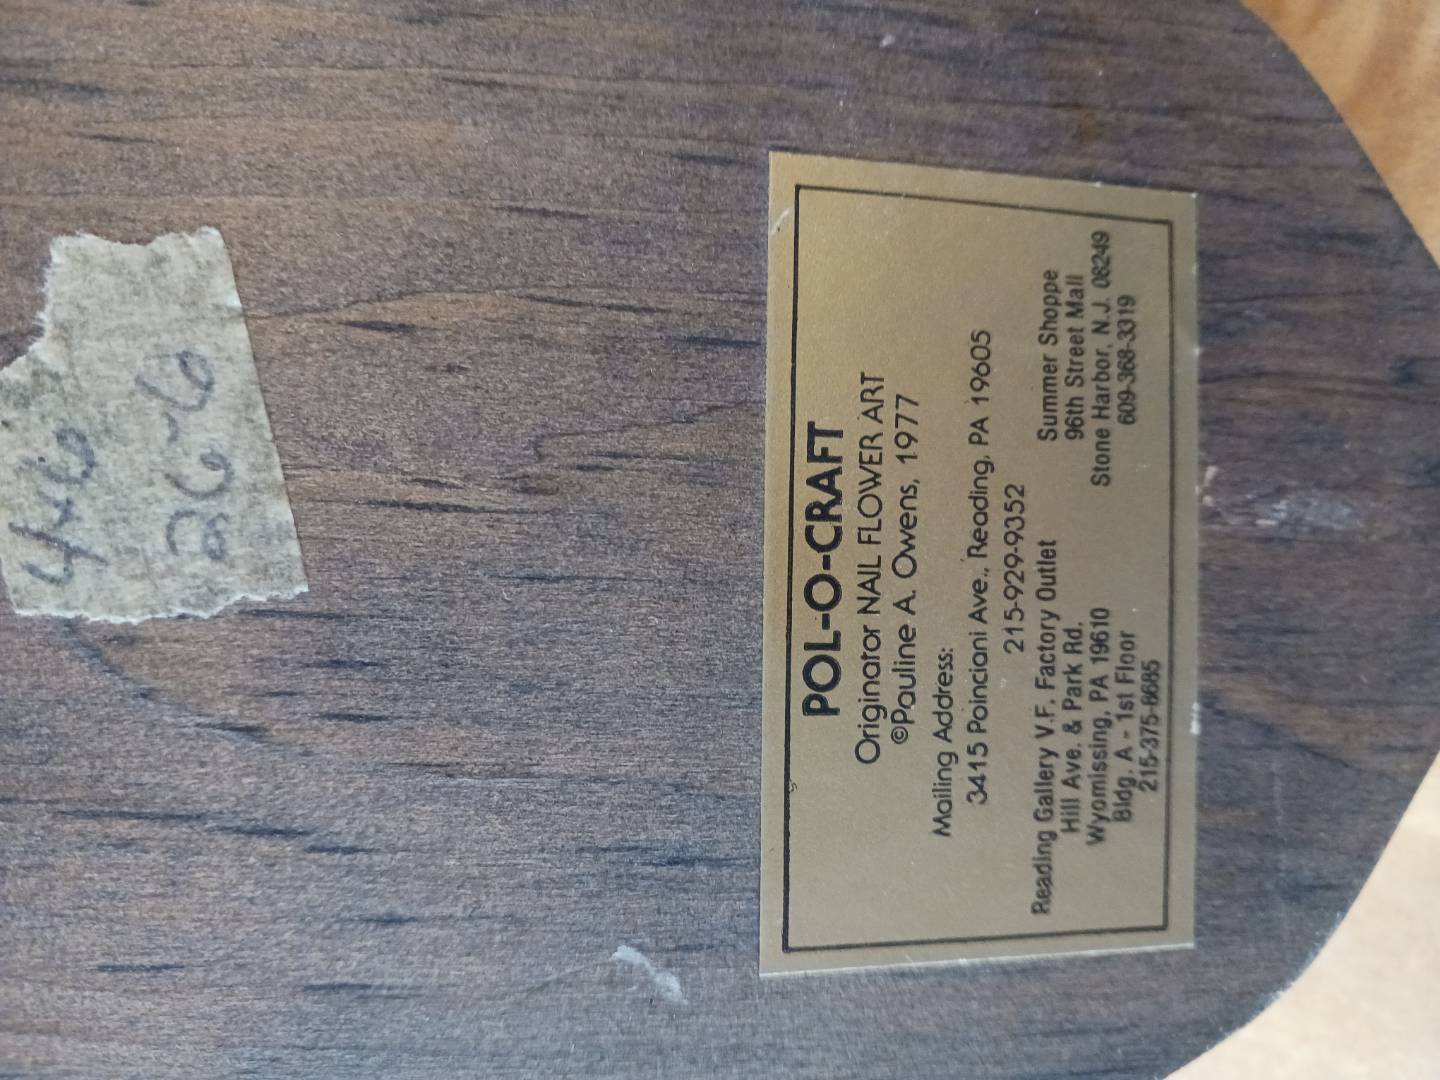 POL-O-CRAFT
Originator NAIL FLOWER ART
©Pauline A. Owens, 1977
Mailing Address:
3415 Poinciani Ave., Reading, PA 19605
215-929-9352
Reading Gallery V.F. Factory Outlet
Hill Ave. & Park Rd.
Wyomissing, PA 19610
Bldg. A - 1st Floor
215-375-8685
Summer Shoppe
96th Street Mall
Stone Harbor, N.J. 08249
609-368-3319